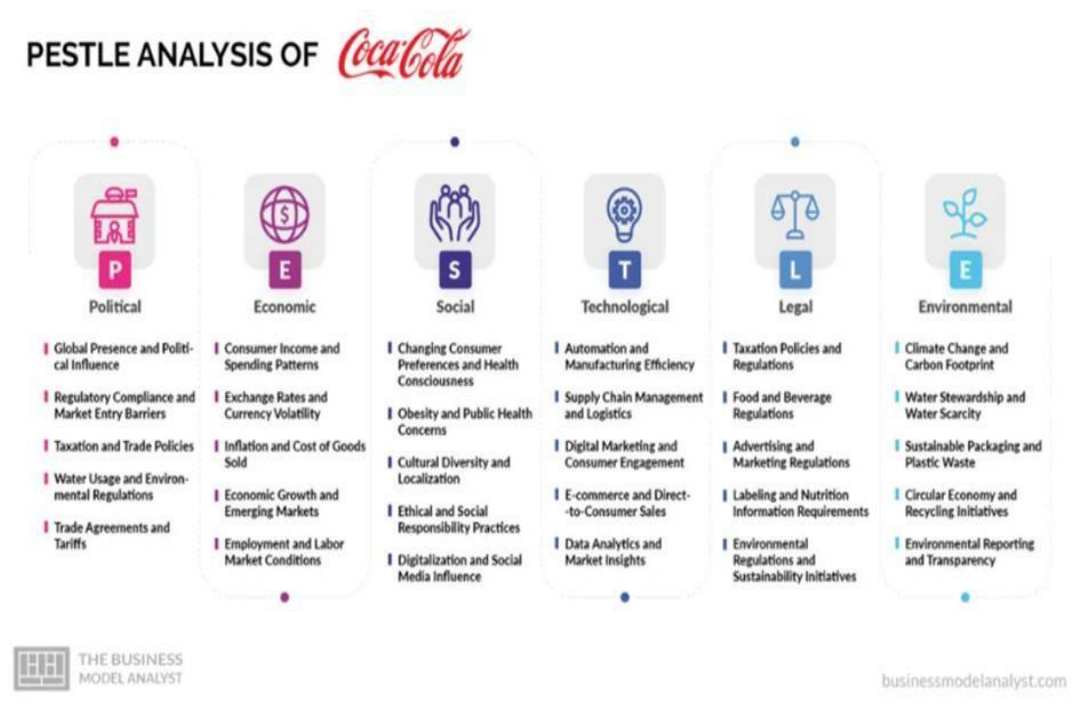 PESTLE ANALYSIS OF Coca-Cola
P
Political
Global Presence and Politi-
cal Influence
Regulatory Compliance and
Market Entry Barriers
Taxation and Trade Policies
Water Usage and Environ-
mental Regulations
Trade Agreements and
Tariffs
E
Economic
Consumer Income and
Spending Patterns
Exchange Rates and
Currency Volatility
Inflation and Cost of Goods
Sold
Economic Growth and
Emerging Markets
Employment and Labor
Market Conditions
S
Social
Changing Consumer
Preferences and Health
Consciousness
Obesity and Public Health
Concerns
Cultural Diversity and
Localization
Ethical and Social
Responsibility Practices
Digitalization and Social
Media Influence
T
Technological
Automation and
Manufacturing Efficiency
Supply Chain Management
and Logistics
Digital Marketing and
Consumer Engagement
E-commerce and Direct-
-to-Consumer Sales
Data Analytics and
Market Insights
L
Legal
Taxation Policies and
Regulations
Food and Beverage
Regulations
Advertising and
Marketing Regulations
Labeling and Nutrition
Information Requirements
Environmental
Regulations and
Sustainability Initiatives
E
Environmental
Climate Change and
Carbon Footprint
Water Stewardship and
Water Scarcity
Sustainable Packaging and
Plastic Waste
Circular Economy and
Recycling Initiatives
Environmental Reporting
and Transparency
THE BUSINESS
MODEL ANALYST
businessmodelanalyst.com